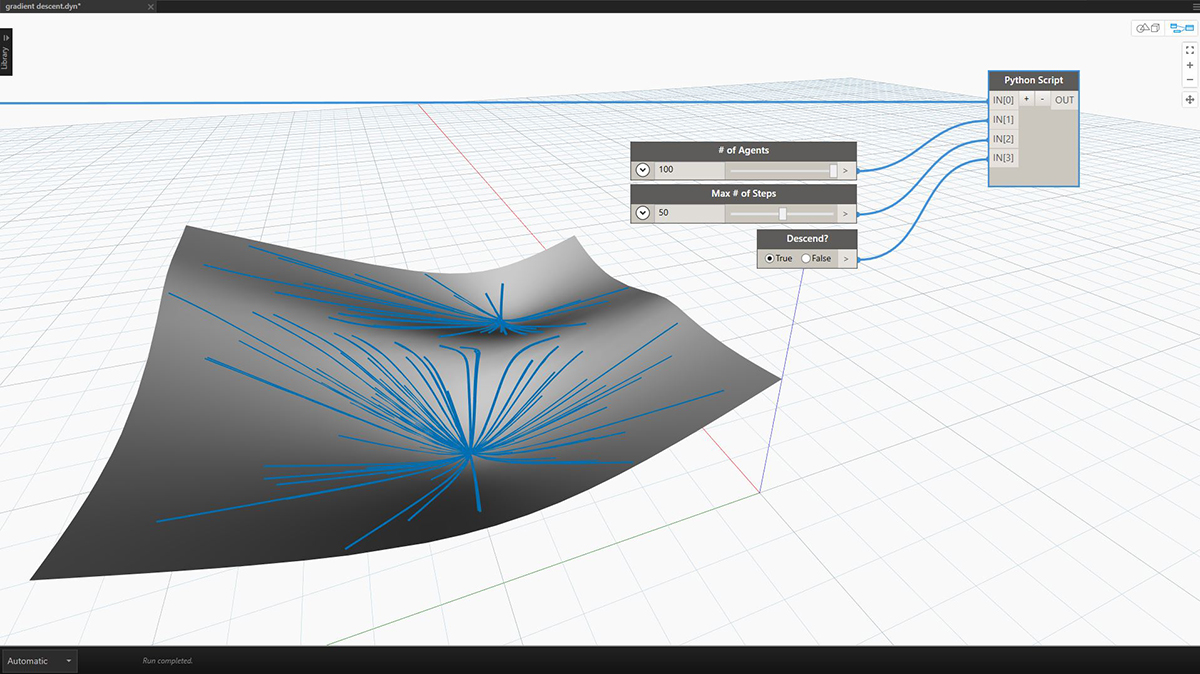 gradient descent.dyn*
Library
Python Script
IN[0] + - OUT
IN[1]
IN[2]
IN[3]
# of Agents
100 >
Max # of Steps
50 >
Descend?
True False >
Automatic
Run completed.